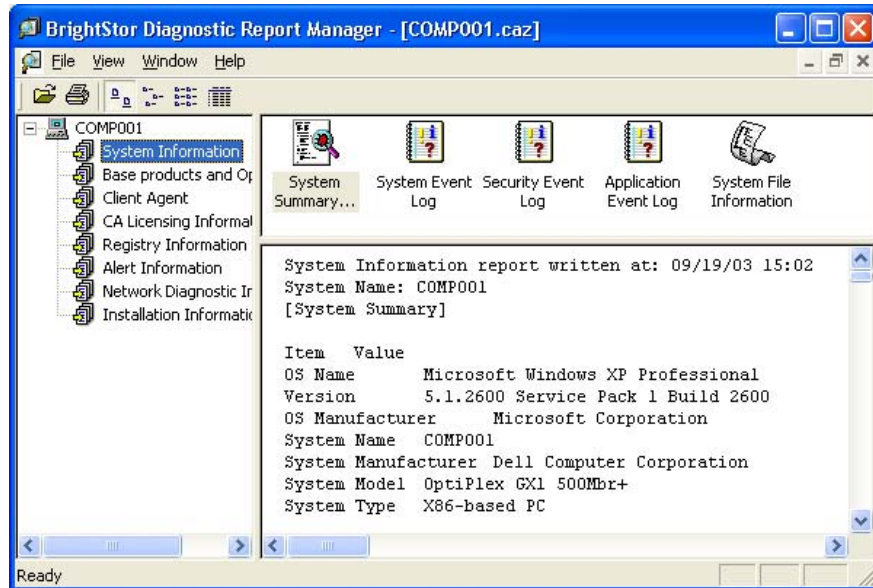 BrightStor Diagnostic Report Manager - [COMP001.caz]
File View Window Help
COMP001
System Information
Base products and Op
Client Agent
CA Licensing Informat
Registry Information
Alert Information
Network Diagnostic Ir
Installation Informatic
System Summary...
System Event Log
Security Event Log
Application Event Log
System File Information
System Information report written at: 09/19/03 15:02
System Name: COMP001
[System Summary]
Item Value
OS Name Microsoft Windows XP Professional
Version 5.1.2600 Service Pack 1 Build 2600
OS Manufacturer Microsoft Corporation
System Name COMP001
System Manufacturer Dell Computer Corporation
System Model OptiPlex GX1 500Mbr+
System Type X86-based PC
Ready